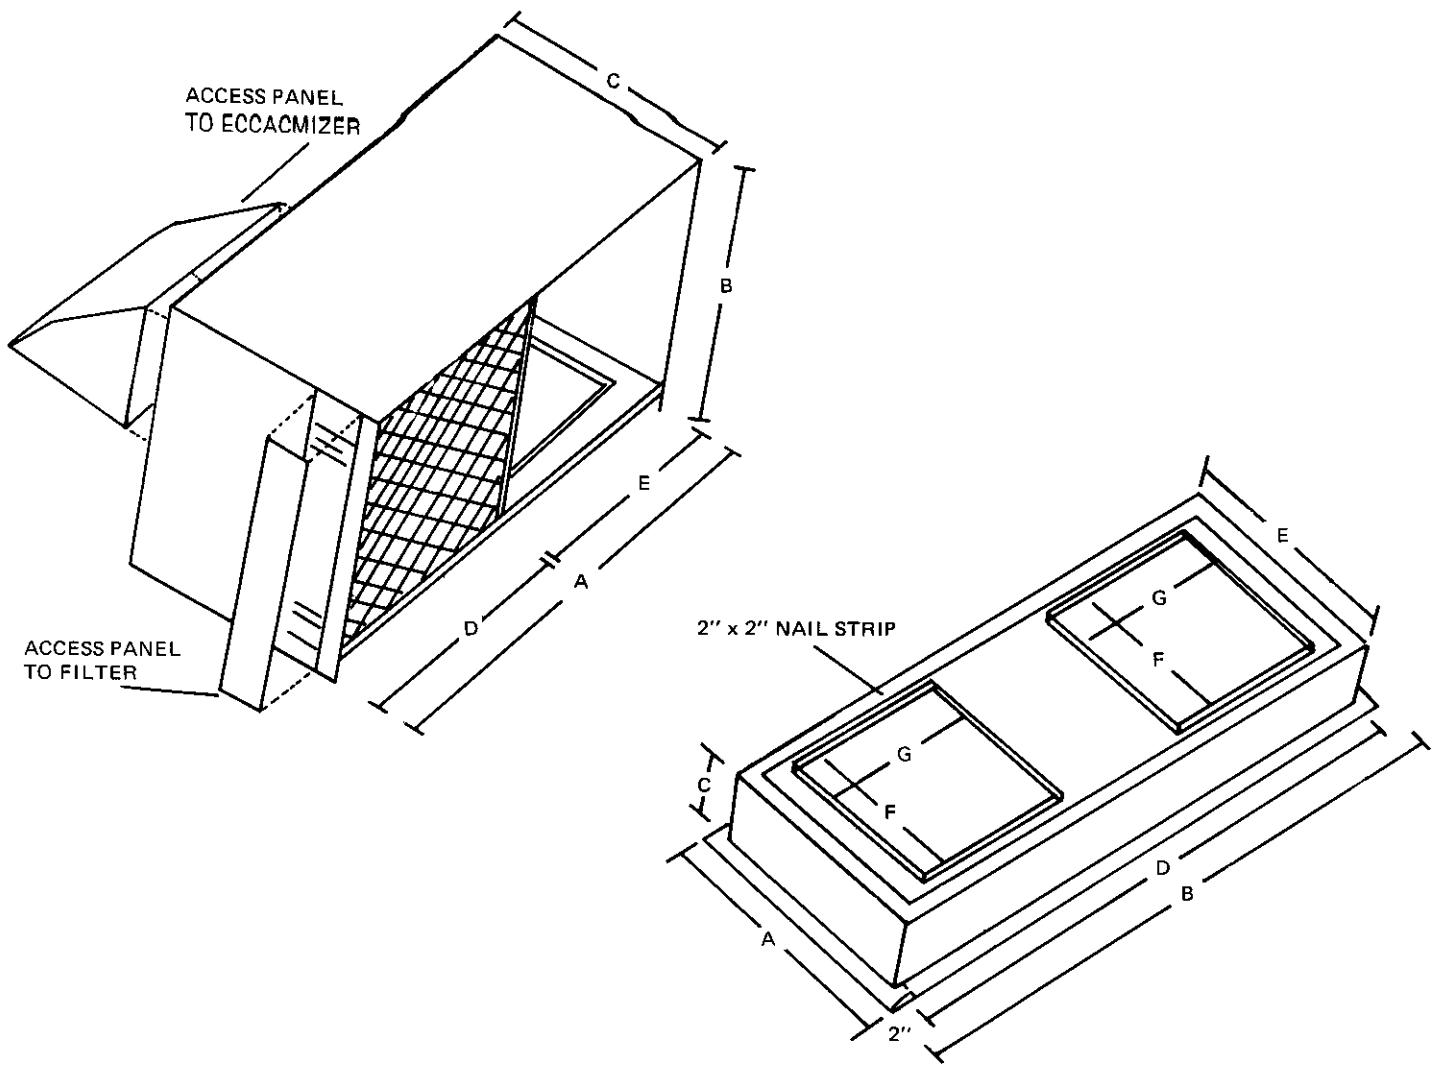 C
ACCESS PANEL
TO ECCACMIZER
B
E
A
D
ACCESS PANEL
TO FILTER
E
G
2" x 2" NAIL STRIP
F
G
C
F
D
B
A
2"